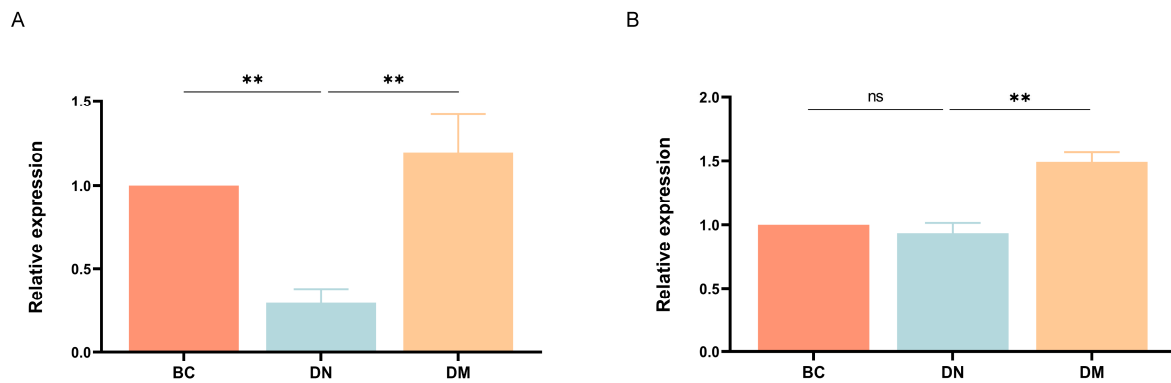 A
Relative expression
** **
1.5
1.0
0.5
0.0
BC DN DM
B
Relative expression
ns **
2.0
1.5
1.0
0.5
0.0
BC DN DM